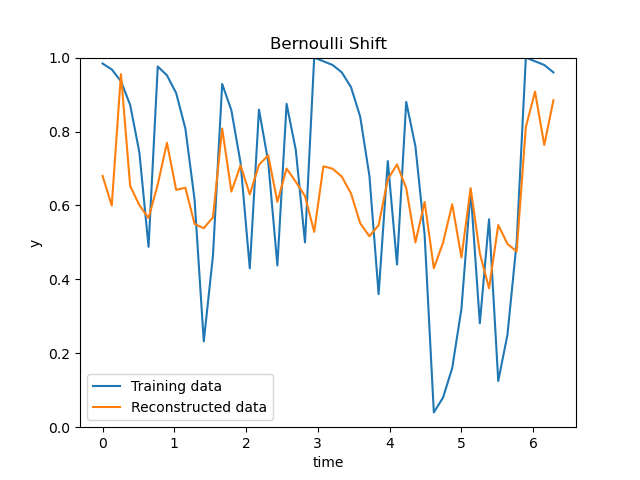 Bernoulli Shift
1.0
0.8
0.6
0.4
0.2
0.0
y
Training data
Reconstructed data
0 1 2 3 4 5 6
time